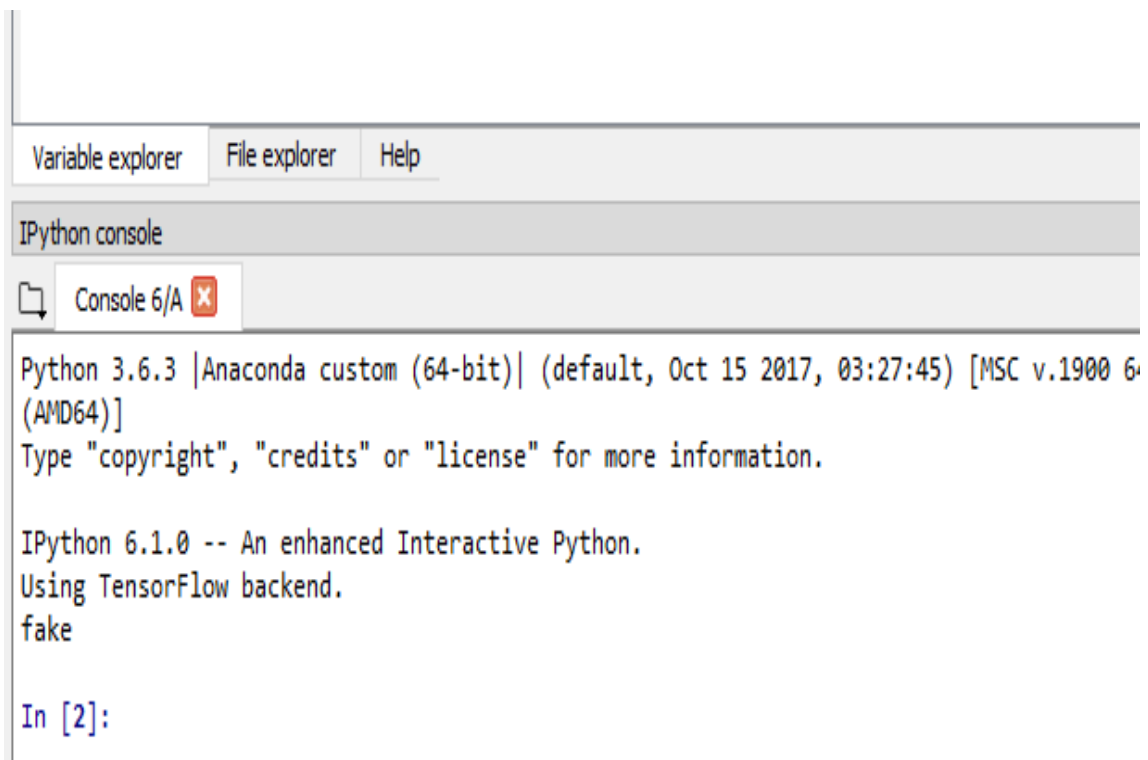 Variable explorer File explorer Help
IPython console
Console 6/A
Python 3.6.3 |Anaconda custom (64-bit)| (default, Oct 15 2017, 03:27:45) [MSC v.1900 64
(AMD64)]
Type "copyright", "credits" or "license" for more information.
IPython 6.1.0 -- An enhanced Interactive Python.
Using TensorFlow backend.
fake
In [2]: